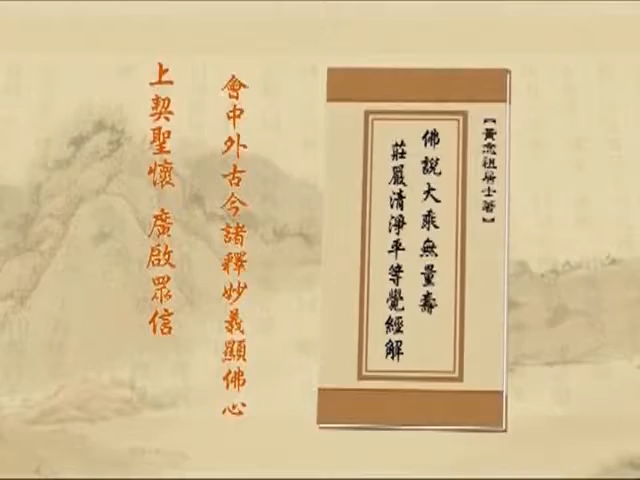 【黃念祖居士著】
佛說大乘無量壽
莊嚴清淨平等覺經解
會中外古今諸釋妙義顯佛心
上契聖懷 廣啟眾信